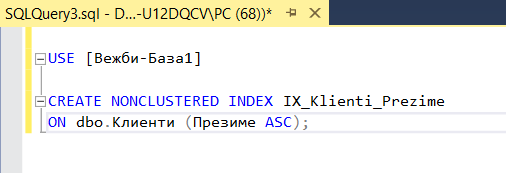 SQLQuery3.sql - D...-U12DQCV\PC (68))*
USE [Вежби-База1]
CREATE NONCLUSTERED INDEX IX_Klienti_Prezime
ON dbo.Клиенти (Презиме ASC);